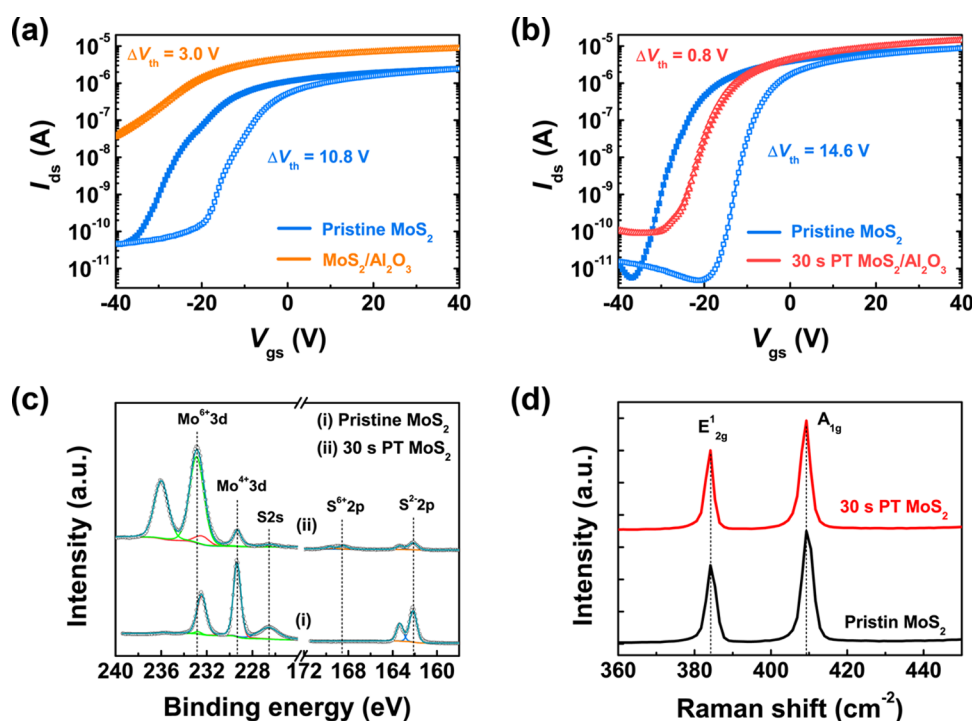 (a)
ΔVth = 3.0 V
ΔVth = 10.8 V
Pristine MoS2
MoS2/Al2O3
10-5
10-6
10-7
10-8
10-9
10-10
10-11
Ids (A)
-40 -20 0 20 40
Vgs (V)
(b)
ΔVth = 0.8 V
ΔVth = 14.6 V
Pristine MoS2
30 s PT MoS2/Al2O3
10-5
10-6
10-7
10-8
10-9
10-10
10-11
Ids (A)
-40 -20 0 20 40
Vgs (V)
(c)
Mo6+3d
(i) Pristine MoS2
(ii) 30 s PT MoS2
Mo4+3d
S2s
S6+2p
S2-2p
(ii)
(i)
Intensity (a.u.)
240 236 232 228 224 172 168 164 160
Binding energy (eV)
(d)
E12g
A1g
30 s PT MoS2
Pristin MoS2
Intensity (a.u.)
360 380 400 420 440
Raman shift (cm-2)